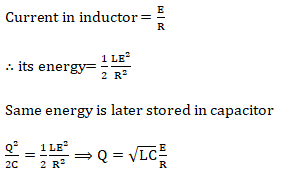 Current in inductor = E/R
∴ its energy= 1/2 LE²/R²
Same energy is later stored in capacitor
Q²/2C = 1/2 LE²/R² ⟹ Q = √LC E/R